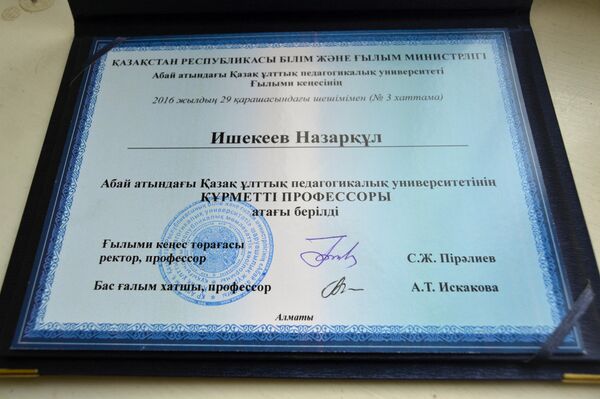 ҚАЗАҚСТАН РЕСПУБЛИКАСЫ БІЛІМ ЖӘНЕ ҒЫЛЫМ МИНИСТРЛІГІ
Абай атындағы Қазақ ұлттық педагогикалық университеті
Ғылыми кеңесінің
2016 жылдың 29 қарашасындағы шешімімен (№ 3 хаттама)
Ишекеев Назарқұл
Абай атындағы Қазақ ұлттық педагогикалық университетінің
ҚҰРМЕТТІ ПРОФЕССОРЫ
атағы берілді
Ғылыми кеңес төрағасы
ректор, профессор
С.Ж. Пірәлиев
Бас ғалым хатшы, профессор
А.Т. Искакова
Алматы